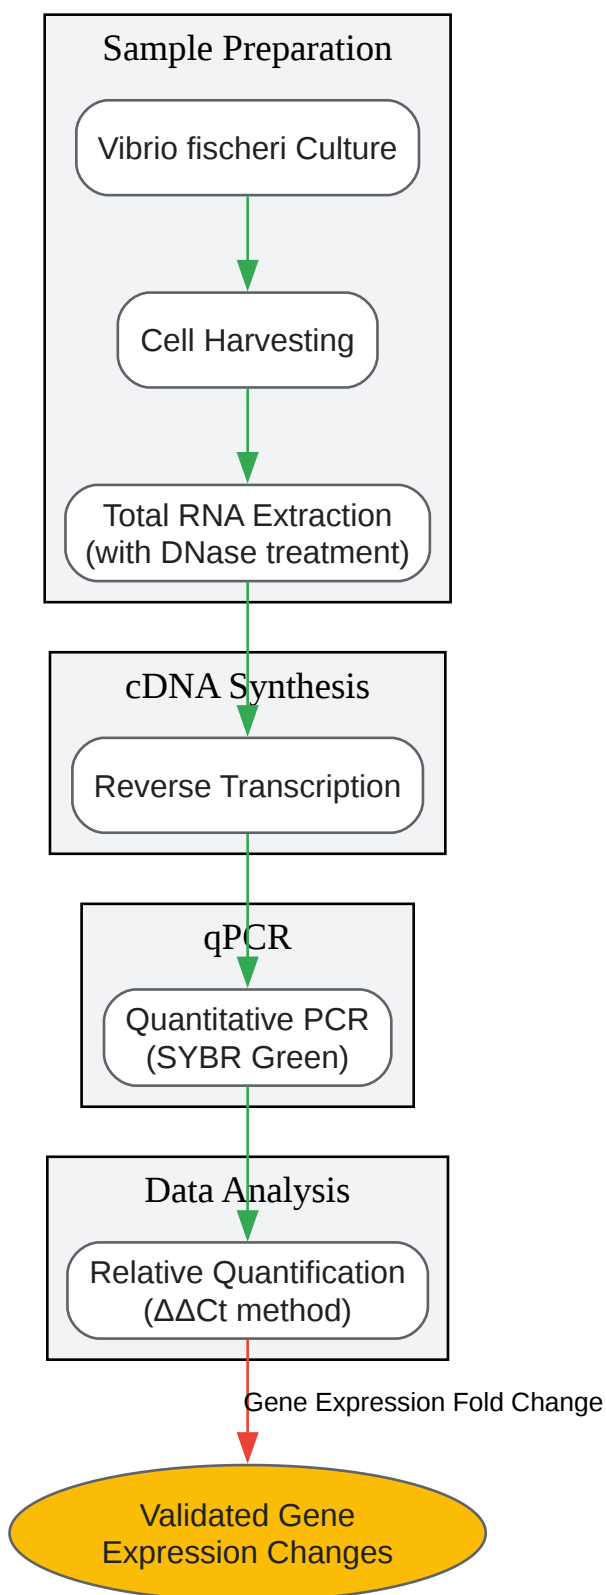 Sample Preparation
Vibrio fischeri Culture
Cell Harvesting
Total RNA Extraction
(with DNase treatment)
cDNA Synthesis
Reverse Transcription
qPCR
Quantitative PCR
(SYBR Green)
Data Analysis
Relative Quantification
(ΔΔCt method)
Gene Expression Fold Change
Validated Gene
Expression Changes